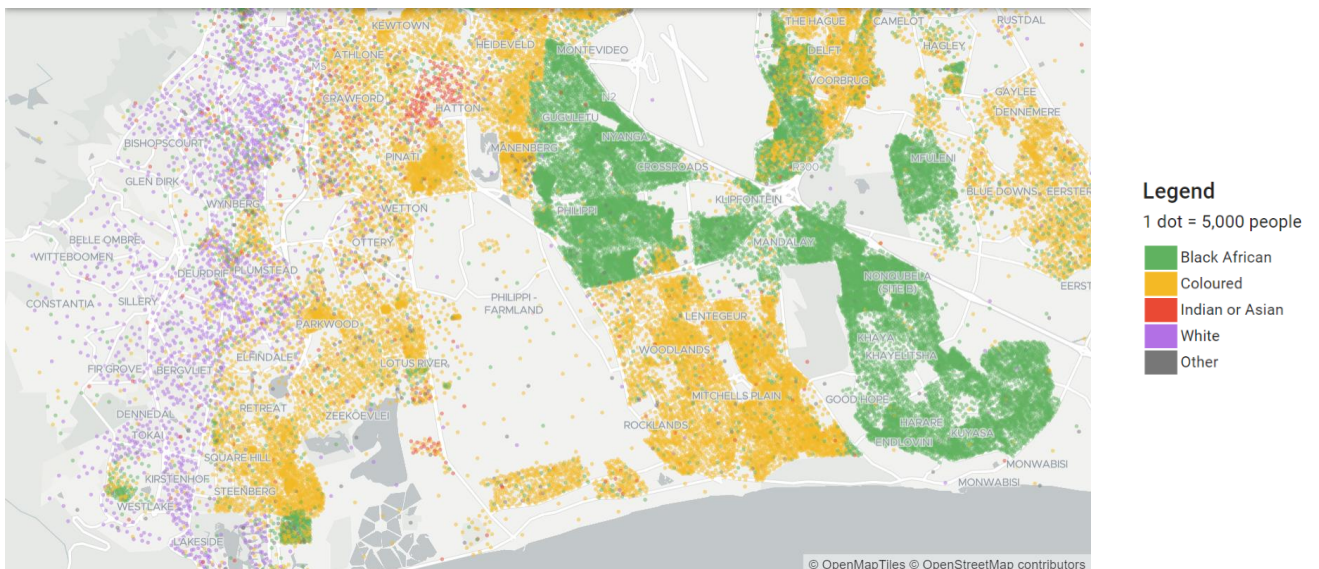 KEWTOWN
THE HAGUE
CAMELOT
RUSTDAL
ATHLONE
HEIDEVELD
MONTEVIDEO
DELFT
HAGLEY
M5
VOORBRUG
CRAWFORD
HATTON
N2
GAYLEE
GUGULETU
DENNEMERE
BISHOPSCOURT
NYANGA
PINATI
MANENBERG
CROSSROADS
R300
MFULENI
GLEN DIRK
BLUE DOWNS
EERSTER
WYNBERG
WETTON
PHILIPPI
KLIPFONTEIN
BELLE OMBRE
OTTERY
MANDALAY
WITTEBOOMEN
DEURDRIF
PLUMSTEAD
NONQUBELA
(SITE B)
EERST
CONSTANTIA
SILLERY
PHILIPPI -
FARMLAND
PARKWOOD
LENTEGEUR
KHAYA
WOODLANDS
KHAYELITSHA
ELFINDALE
LOTUS RIVER
FIR GROVE
BERGVLIET
MITCHELLS PLAIN
GOOD HOPE
RETREAT
DENNEDAL
ZEEKOEVLEI
ROCKLANDS
HARARE
TOKAI
KUYASA
ENDLOVINI
SQUARE HILL
MONWABISI
KIRSTENHOF
STEENBERG
MONWABISI
WESTLAKE
LAKESIDE
© OpenMapTiles © OpenStreetMap contributors
Legend
1 dot = 5,000 people
Black African
Coloured
Indian or Asian
White
Other